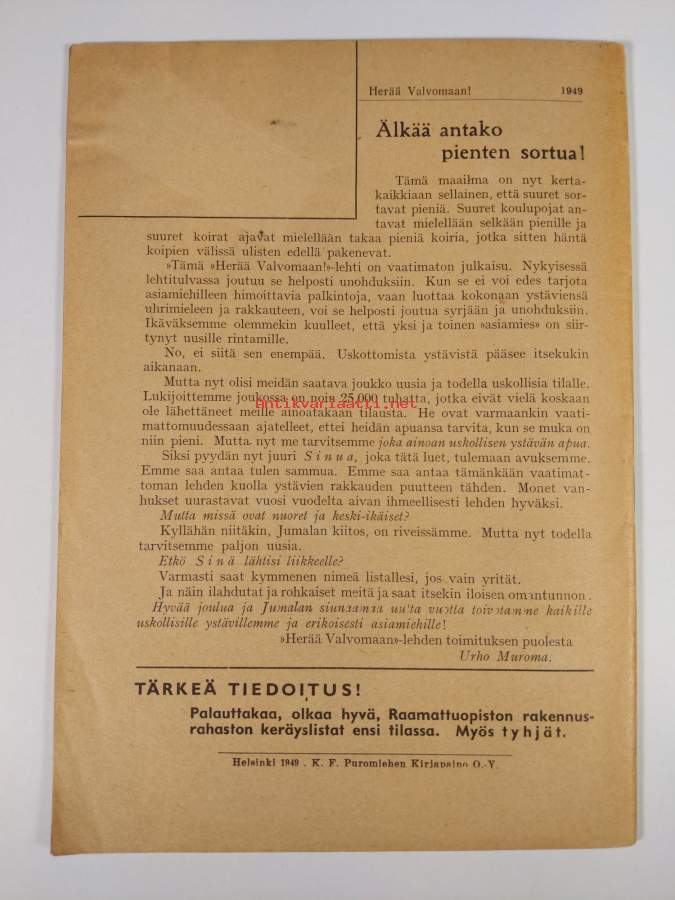 Herää Valvomaan! 1949
Älkää antako
pienten sortua!
Tämä maailma on nyt kerta-
kaikkiaan sellainen, että suuret sor-
tavat pieniä. Suuret koulupojat an-
tavat mielellään selkään pienille ja
suuret koirat ajavat mielellään takaa pieniä koiria, jotka sitten häntä
koipien välissä ulisten edellä pakenevat.
»Tämä »Herää Valvomaan!»-lehti on vaatimaton julkaisu. Nykyisessä
lehtitulvassa joutuu se helposti unohduksiin. Kun se ei voi edes tarjota
asiamiehilleen himoittavia palkintoja, vaan luottaa kokonaan ystäviensä
uhrimieleen ja rakkauteen, voi se helposti joutua syrjään ja unohduksiin.
Ikäväksemme olemmekin kuulleet, että yksi ja toinen »asiamies» on siir-
tynyt uusille rintamille.
No, ei siitä sen enempää. Uskottomista ystävistä pääsee itsekukin
aikanaan.
Mutta nyt olisi meidän saatava joukko uusia ja todella uskollisia tilalle.
Lukijoittemme joukossa on noin 25.000 tuhatta, jotka eivät vielä koskaan
antikvariaatti.net
ole lähettäneet meille ainoatakaan tilausta. He ovat varmaankin vaati-
mattomuudessaan ajatelleet, ettei heidän apuansa tarvita, kun se muka on
niin pieni. Mutta nyt me tarvitsemme joka ainoan uskollisen ystävän apua.
Siksi pyydän nyt juuri Sinua, joka tätä luet, tulemaan avuksemme.
Emme saa antaa tulen sammua. Emme saa antaa tämänkään vaatimat-
toman lehden kuolla ystävien rakkauden puutteen tähden. Monet van-
hukset uurastavat vuosi vuodelta aivan ihmeellisesti lehden hyväksi.
Mutta missä ovat nuoret ja keski-ikäiset?
Kyllähän niitäkin, Jumalan kiitos, on riveissämme. Mutta nyt todella
tarvitsemme paljon uusia.
Etkö Sinä lähtisi liikkeelle?
Varmasti saat kymmenen nimeä listallesi, jos vain yrität.
Ja näin ilahdutat ja rohkaiset meitä ja saat itsekin iloisen omantunnon.
Hyvää joulua ja Jumalan siunaamaa uutta vuotta toivotamme kaikille
uskollisille ystävillemme ja erikoisesti asiamiehille!
»Herää Valvomaan»-lehden toimituksen puolesta
Urho Muroma.
TÄRKEÄ TIEDOITUS!
Palauttakaa, olkaa hyvä, Raamattuopiston rakennus-
rahaston keräyslistat ensi tilassa. Myös tyhjät.
Helsinki 1949 . K. F. Puromiehen Kirjapaino O.-Y.